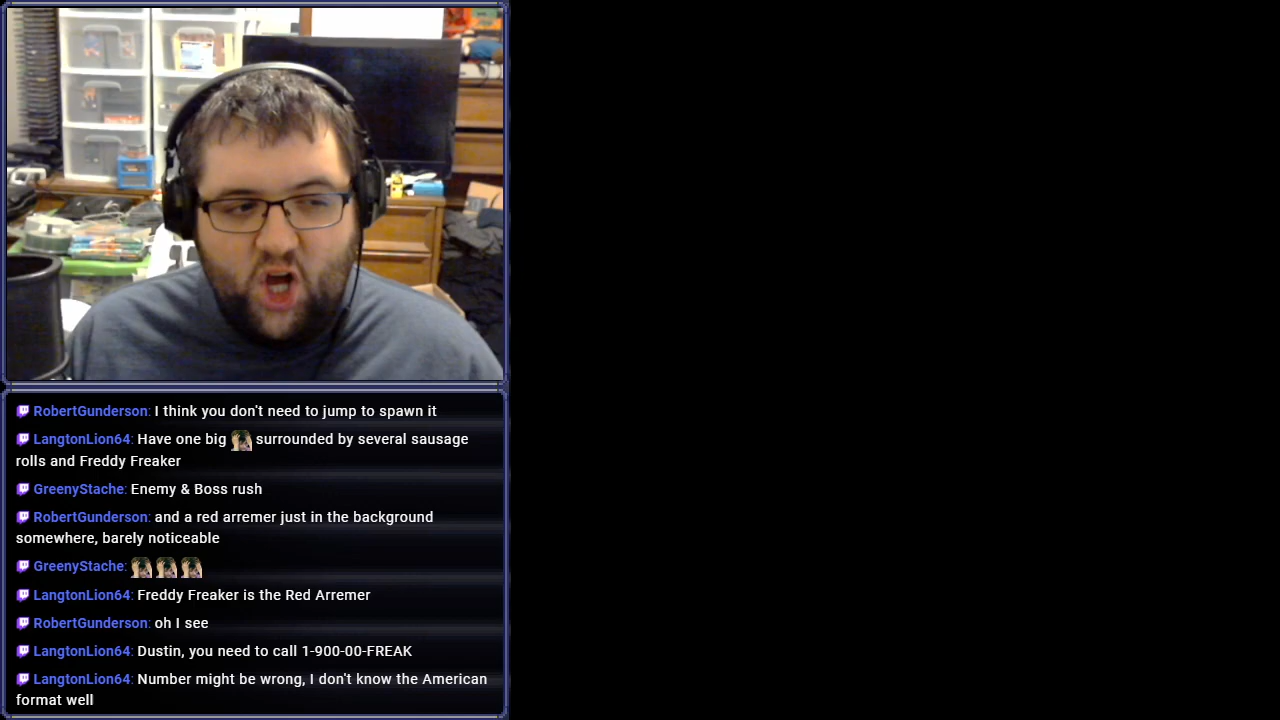 RobertGunderson: I think you don't need to jump to spawn it
LangtonLion64: Have one big surrounded by several sausage
rolls and Freddy Freaker
GreenyStache: Enemy & Boss rush
RobertGunderson: and a red arremer just in the background
somewhere, barely noticeable
GreenyStache:
LangtonLion64: Freddy Freaker is the Red Arremer
RobertGunderson: oh I see
LangtonLion64: Dustin, you need to call 1-900-00-FREAK
LangtonLion64: Number might be wrong, I don't know the American
format well